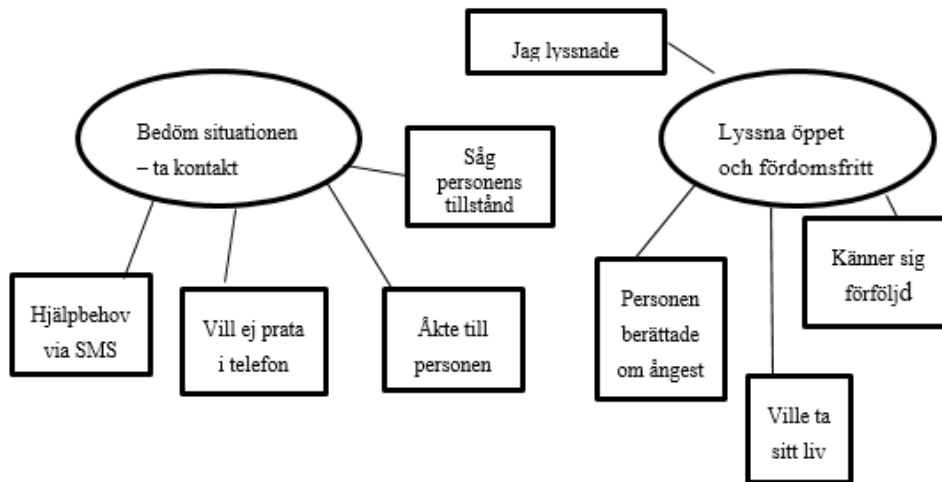 Jag lyssnade
Bedöm situationen
– ta kontakt
Såg
personens
tillstånd
Lyssna öppet
och fördomsfritt
Hjälpbehov
via SMS
Vill ej prata
i telefon
Åkte till
personen
Personen
berättade
om ångest
Känner sig
förföljd
Ville ta
sitt liv